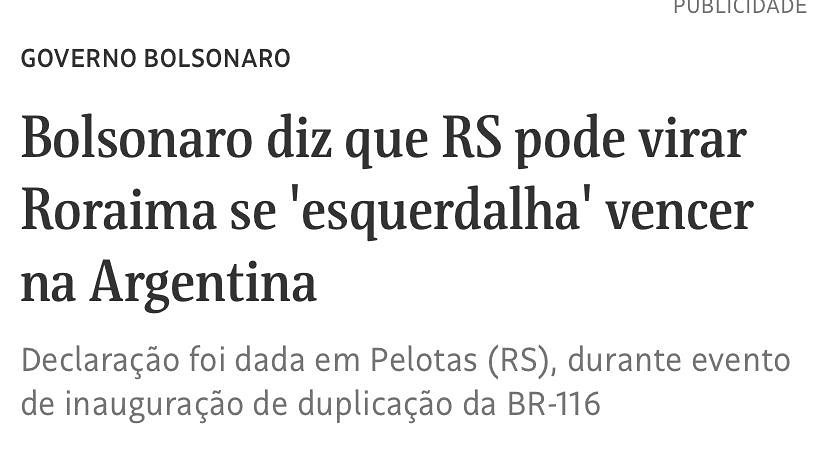 PUBLICIDADE
GOVERNO BOLSONARO
Bolsonaro diz que RS pode virar
Roraima se 'esquerdalha' vencer
na Argentina
Declaração foi dada em Pelotas (RS), durante evento
de inauguração de duplicação da BR-116